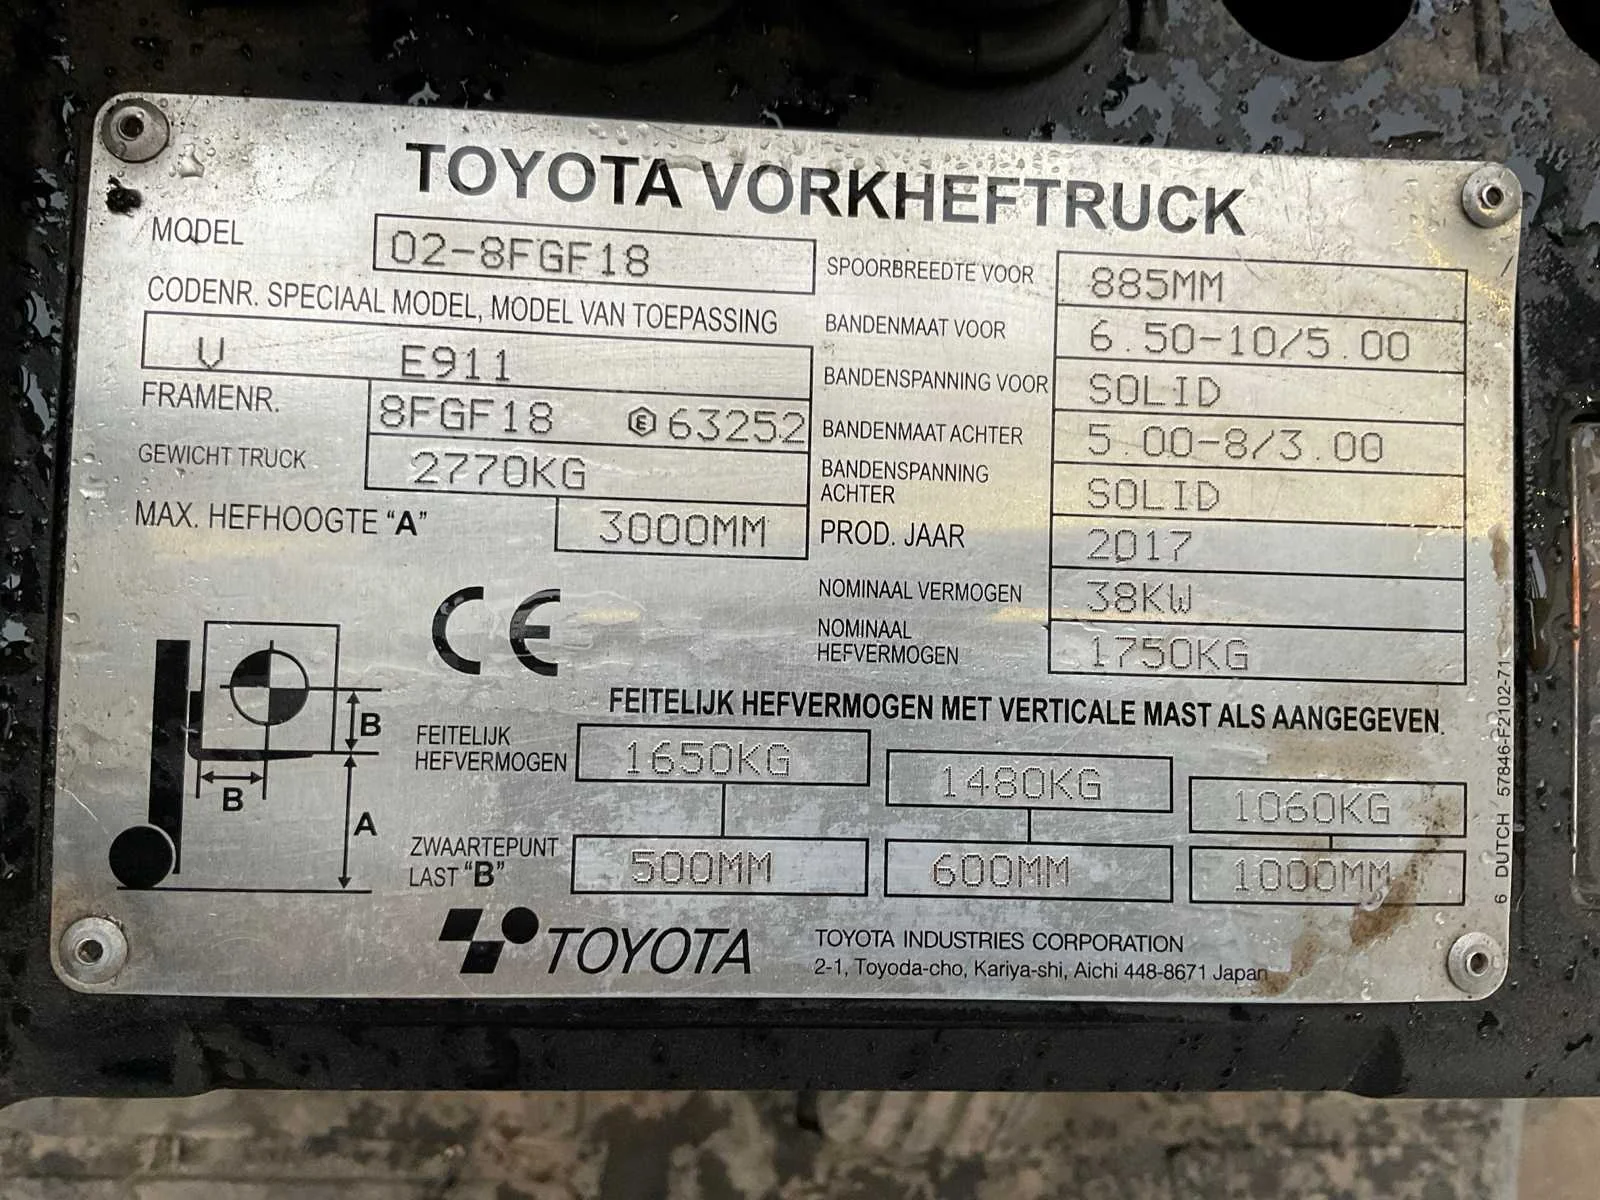 TOYOTA VORKHEFTRUCK
MODEL 02-8FGF18
CODENR. SPECIAAL MODEL, MODEL VAN TOEPASSING
V E911
FRAMENR. 8FGF18 E 63252
GEWICHT TRUCK 2770KG
MAX. HEFHOOGTE "A" 3000MM
SPOORBREEDTE VOOR 885MM
BANDENMAAT VOOR 6.50-10/5.00
BANDENSPANNING VOOR SOLID
BANDENMAAT ACHTER 5.00-8/3.00
BANDENSPANNING
ACHTER SOLID
PROD. JAAR 2017
NOMINAAL VERMOGEN 38KW
NOMINAAL
HEFVERMOGEN 1750KG
CE
B
B
A
FEITELIJK HEFVERMOGEN MET VERTICALE MAST ALS AANGEGEVEN.
FEITELIJK
HEFVERMOGEN 1650KG 1480KG 1060KG
ZWAARTEPUNT
LAST "B" 500MM 600MM 1000MM
TOYOTA
TOYOTA INDUSTRIES CORPORATION
2-1, Toyoda-cho, Kariya-shi, Aichi 448-8671 Japan
6 DUTCH 57846-F2102-71